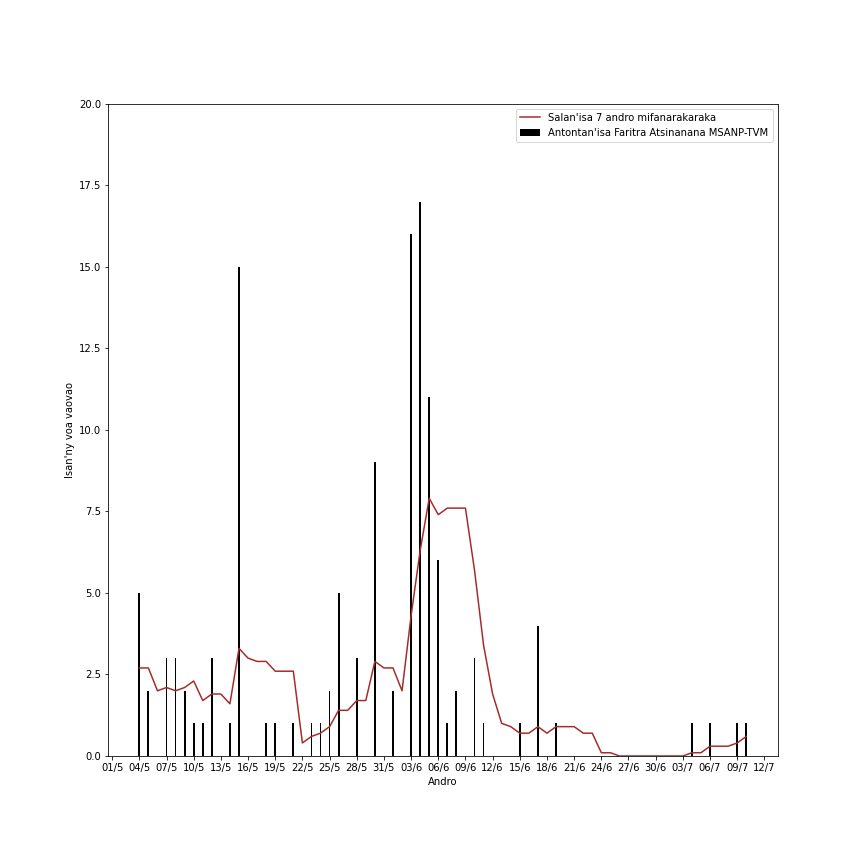 Salan'isa 7 andro mifanarakaraka
Antontan'isa Faritra Atsinanana MSANP-TVM
20.0
17.5
15.0
12.5
10.0
7.5
5.0
2.5
0.0
Isan'ny voa vaovao
01/5 04/5 07/5 10/5 13/5 16/5 19/5 22/5 25/5 28/5 31/5 03/6 06/6 09/6 12/6 15/6 18/6 21/6 24/6 27/6 30/6 03/7 06/7 09/7 12/7
Andro